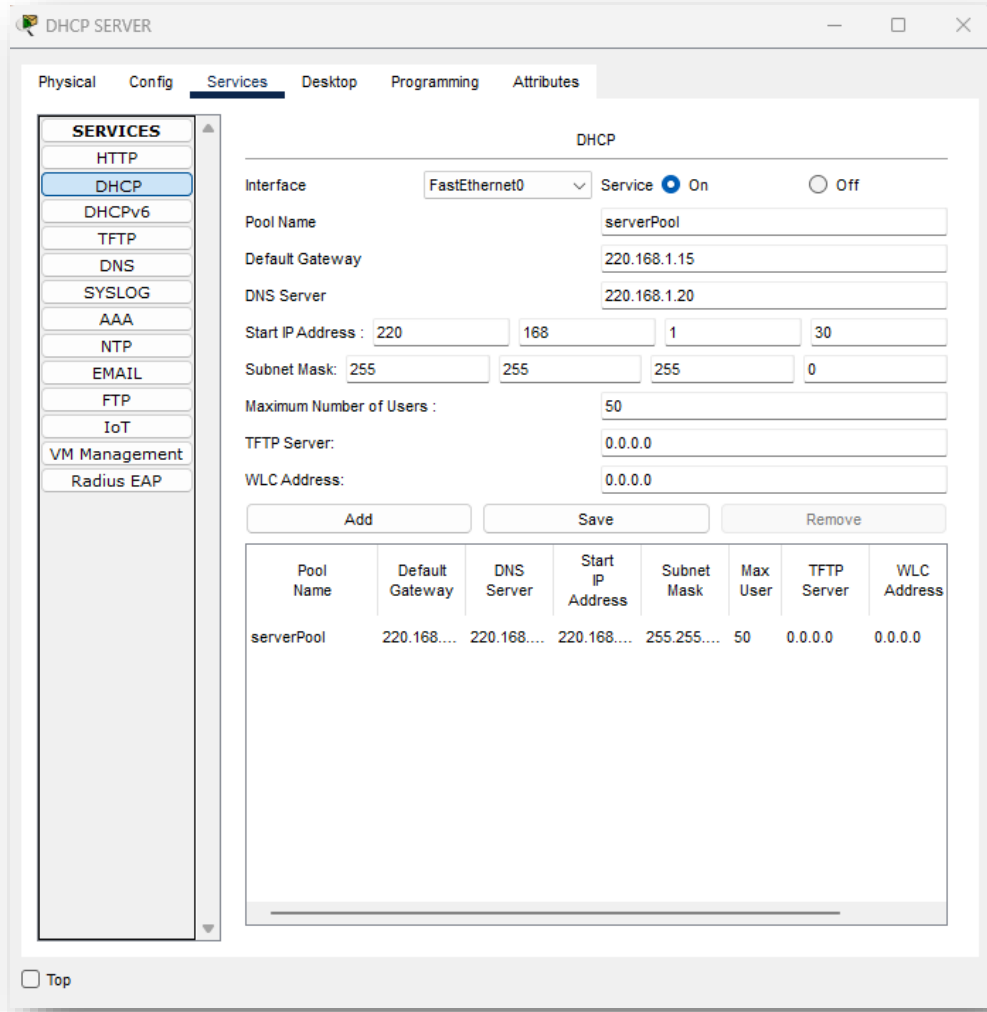 DHCP SERVER
Physical Config Services Desktop Programming Attributes
SERVICES
HTTP
DHCP
DHCPv6
TFTP
DNS
SYSLOG
AAA
NTP
EMAIL
FTP
IoT
VM Management
Radius EAP
DHCP
Interface FastEthernet0 Service On Off
Pool Name serverPool
Default Gateway 220.168.1.15
DNS Server 220.168.1.20
Start IP Address : 220 168 1 30
Subnet Mask: 255 255 255 0
Maximum Number of Users : 50
TFTP Server: 0.0.0.0
WLC Address: 0.0.0.0
Add Save Remove
Pool Name Default Gateway DNS Server Start IP Address Subnet Mask Max User TFTP Server WLC Address
serverPool 220.168.... 220.168.... 220.168.... 255.255.... 50 0.0.0.0 0.0.0.0
Top